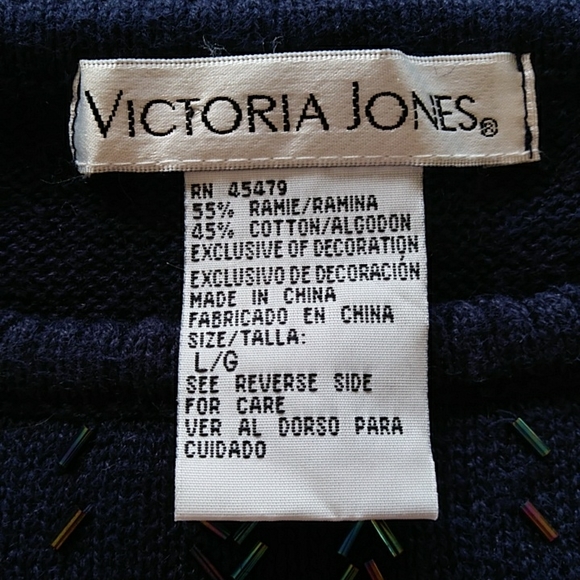 VICTORIA JONES®
RN 45479
55% RAMIE/RAMINA
45% COTTON/ALGODON
EXCLUSIVE OF DECORATION
EXCLUSIVO DE DECORACIÓN
MADE IN CHINA
FABRICADO EN CHINA
SIZE/TALLA:
L/G
SEE REVERSE SIDE
FOR CARE
VER AL DORSO PARA
CUIDADO